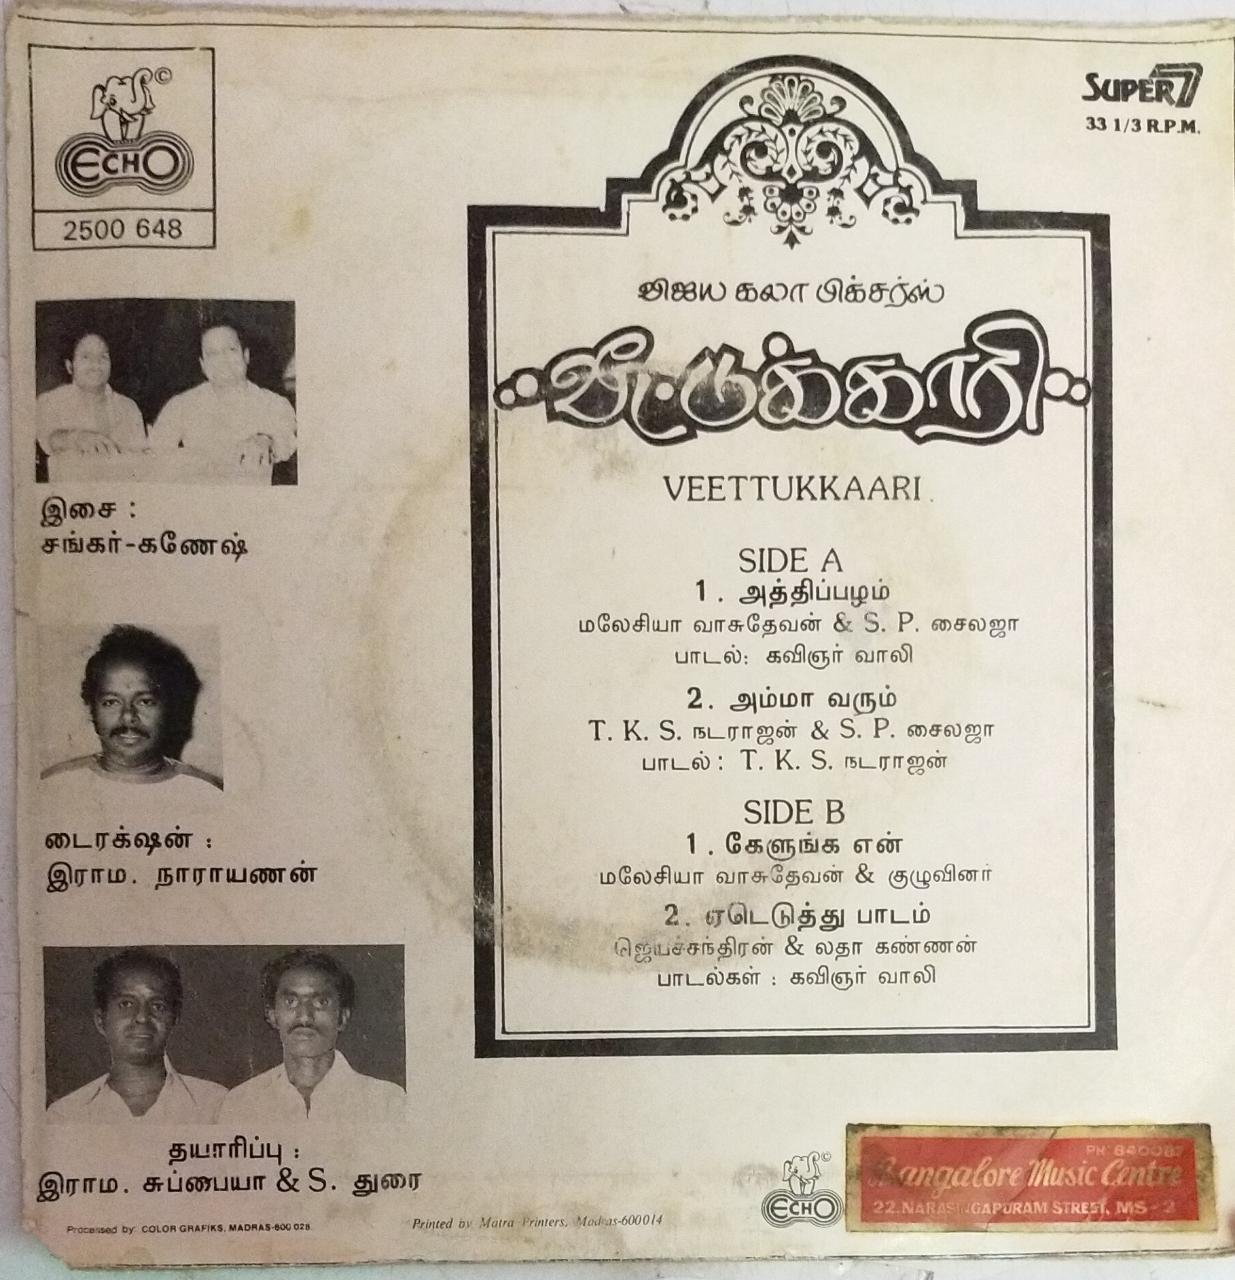 ©
ECHO
2500 648
SUPER 7
33 1/3 R.P.M.
விஜய கலா பிக்சர்ஸ்
வீட்டுக்காரி
VEETTUKKAARI
SIDE A
1. அத்திப்பழம்
மலேசியா வாசுதேவன் & S. P. சைலஜா
பாடல்: கவிஞர் வாலி
2. அம்மா வரும்
T. K. S. நடராஜன் & S. P. சைலஜா
பாடல் : T. K. S. நடராஜன்
SIDE B
1. கேளுங்க என்
மலேசியா வாசுதேவன் & குழுவினர்
2. ஏடெடுத்து பாடம்
ஜெயச்சந்திரன் & லதா கண்ணன்
பாடல்கள் : கவிஞர் வாலி
இசை :
சங்கர்-கணேஷ்
டைரக்‌ஷன் :
இராம. நாராயணன்
தயாரிப்பு :
இராம. சுப்பையா & S. துரை
Processed by: COLOR GRAFIKS, MADRAS-600 028
Printed by Matra Printers, Madras-600014
©
ECHO
PH: 840087
Bangalore Music Centre
22.NARASINGAPURAM STREET, MS-2